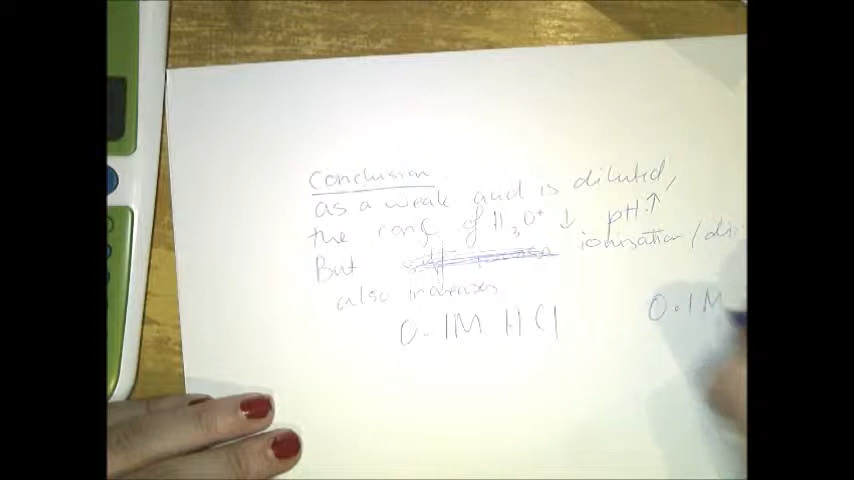 Conclusion
as a weak acid is diluted,
the conc of H3O+ ↓ pH ↑
But ionization /
also increases
0.1M HCl 0.1M